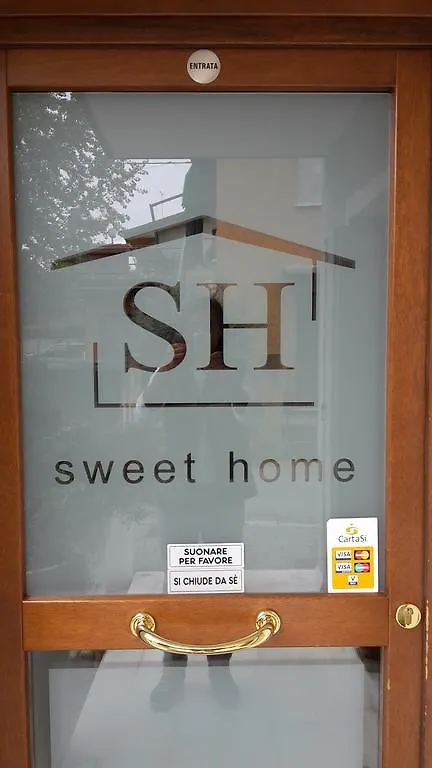 ENTRATA
SH
sweet home
SUONARE
PER FAVORE
SI CHIUDE DA SÉ
CartaSi
VISA
VISA